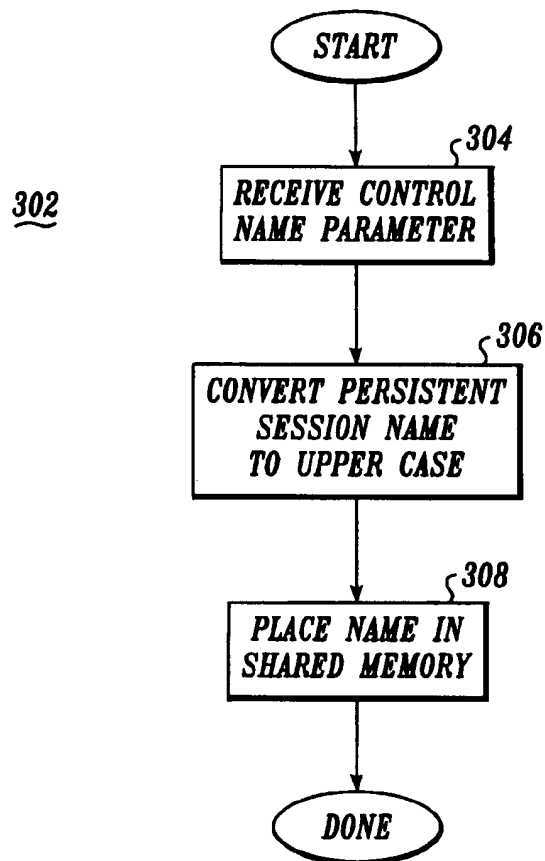 START
304
RECEIVE CONTROL
NAME PARAMETER
302
306
CONVERT PERSISTENT
SESSION NAME
TO UPPER CASE
308
PLACE NAME IN
SHARED MEMORY
DONE